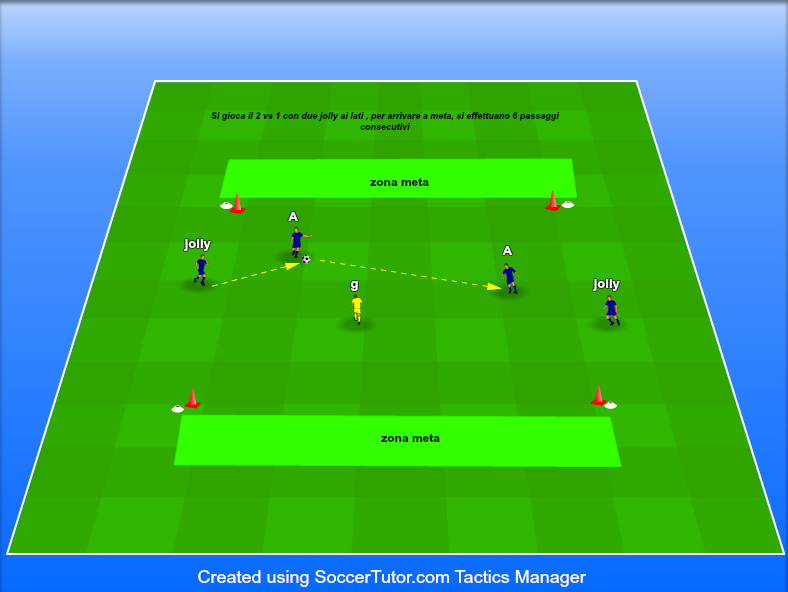 Si gioca il 2 vs 1 con due jolly ai lati , per arrivare a meta, si effettuano 6 passaggi
consecutivi
zona meta
A
jolly
A
jolly
g
zona meta
Created using SoccerTutor.com Tactics Manager